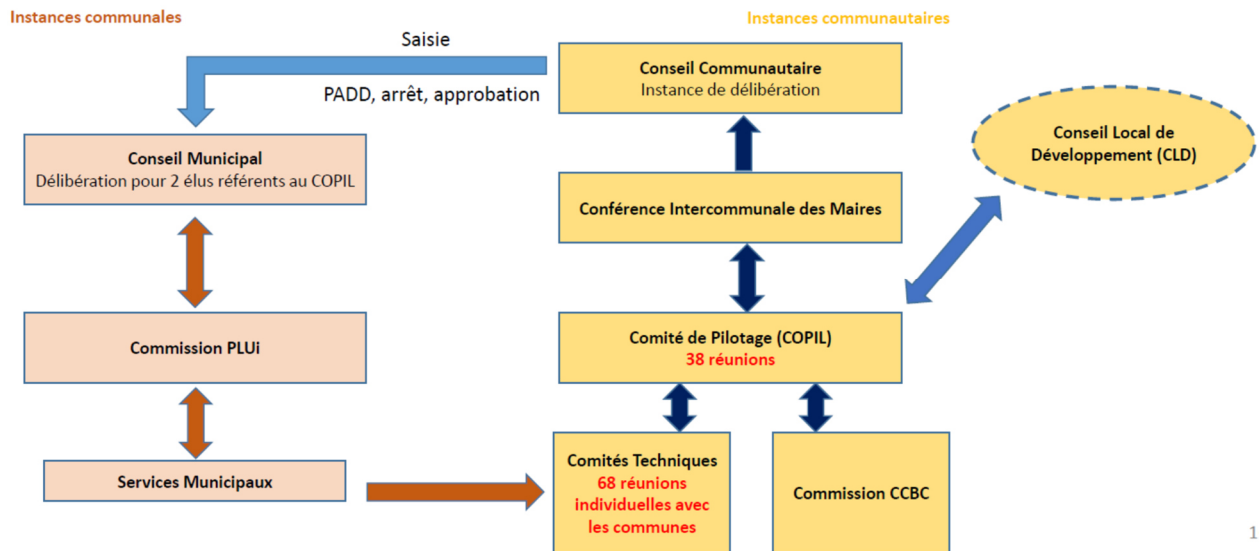 Instances communales
Instances communautaires
Saisie
PADD, arrêt, approbation
Conseil Communautaire
Instance de délibération
Conseil Local de
Développement (CLD)
Conseil Municipal
Délibération pour 2 élus référents au COPIL
Conférence Intercommunale des Maires
Commission PLUi
Comité de Pilotage (COPIL)
38 réunions
Services Municipaux
Comités Techniques
68 réunions
individuelles avec
les communes
Commission CCBC
1